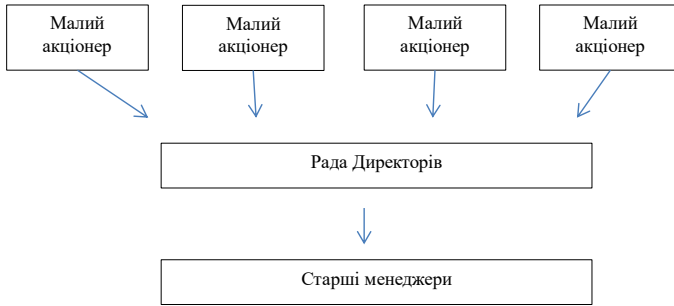 Малий
акціонер
Малий
акціонер
Малий
акціонер
Малий
акціонер
Рада Директорів
Старші менеджери